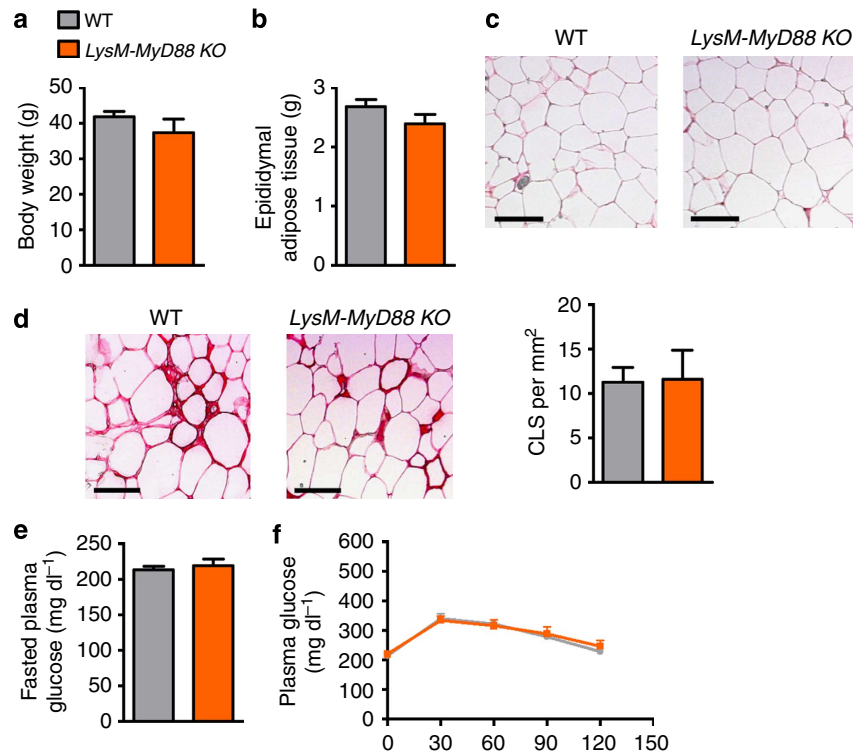 a
WT
LysM-MyD88 KO
Body weight (g)
50
40
30
20
10
0
b
Epididymal
adipose tissue (g)
3
2
1
0
c
WT
LysM-MyD88 KO
d
WT
LysM-MyD88 KO
CLS per mm²
20
15
10
5
0
e
Fasted plasma
glucose (mg dl⁻¹)
250
200
150
100
50
0
f
Plasma glucose
(mg dl⁻¹)
600
500
400
300
200
100
0
0 30 60 90 120 150